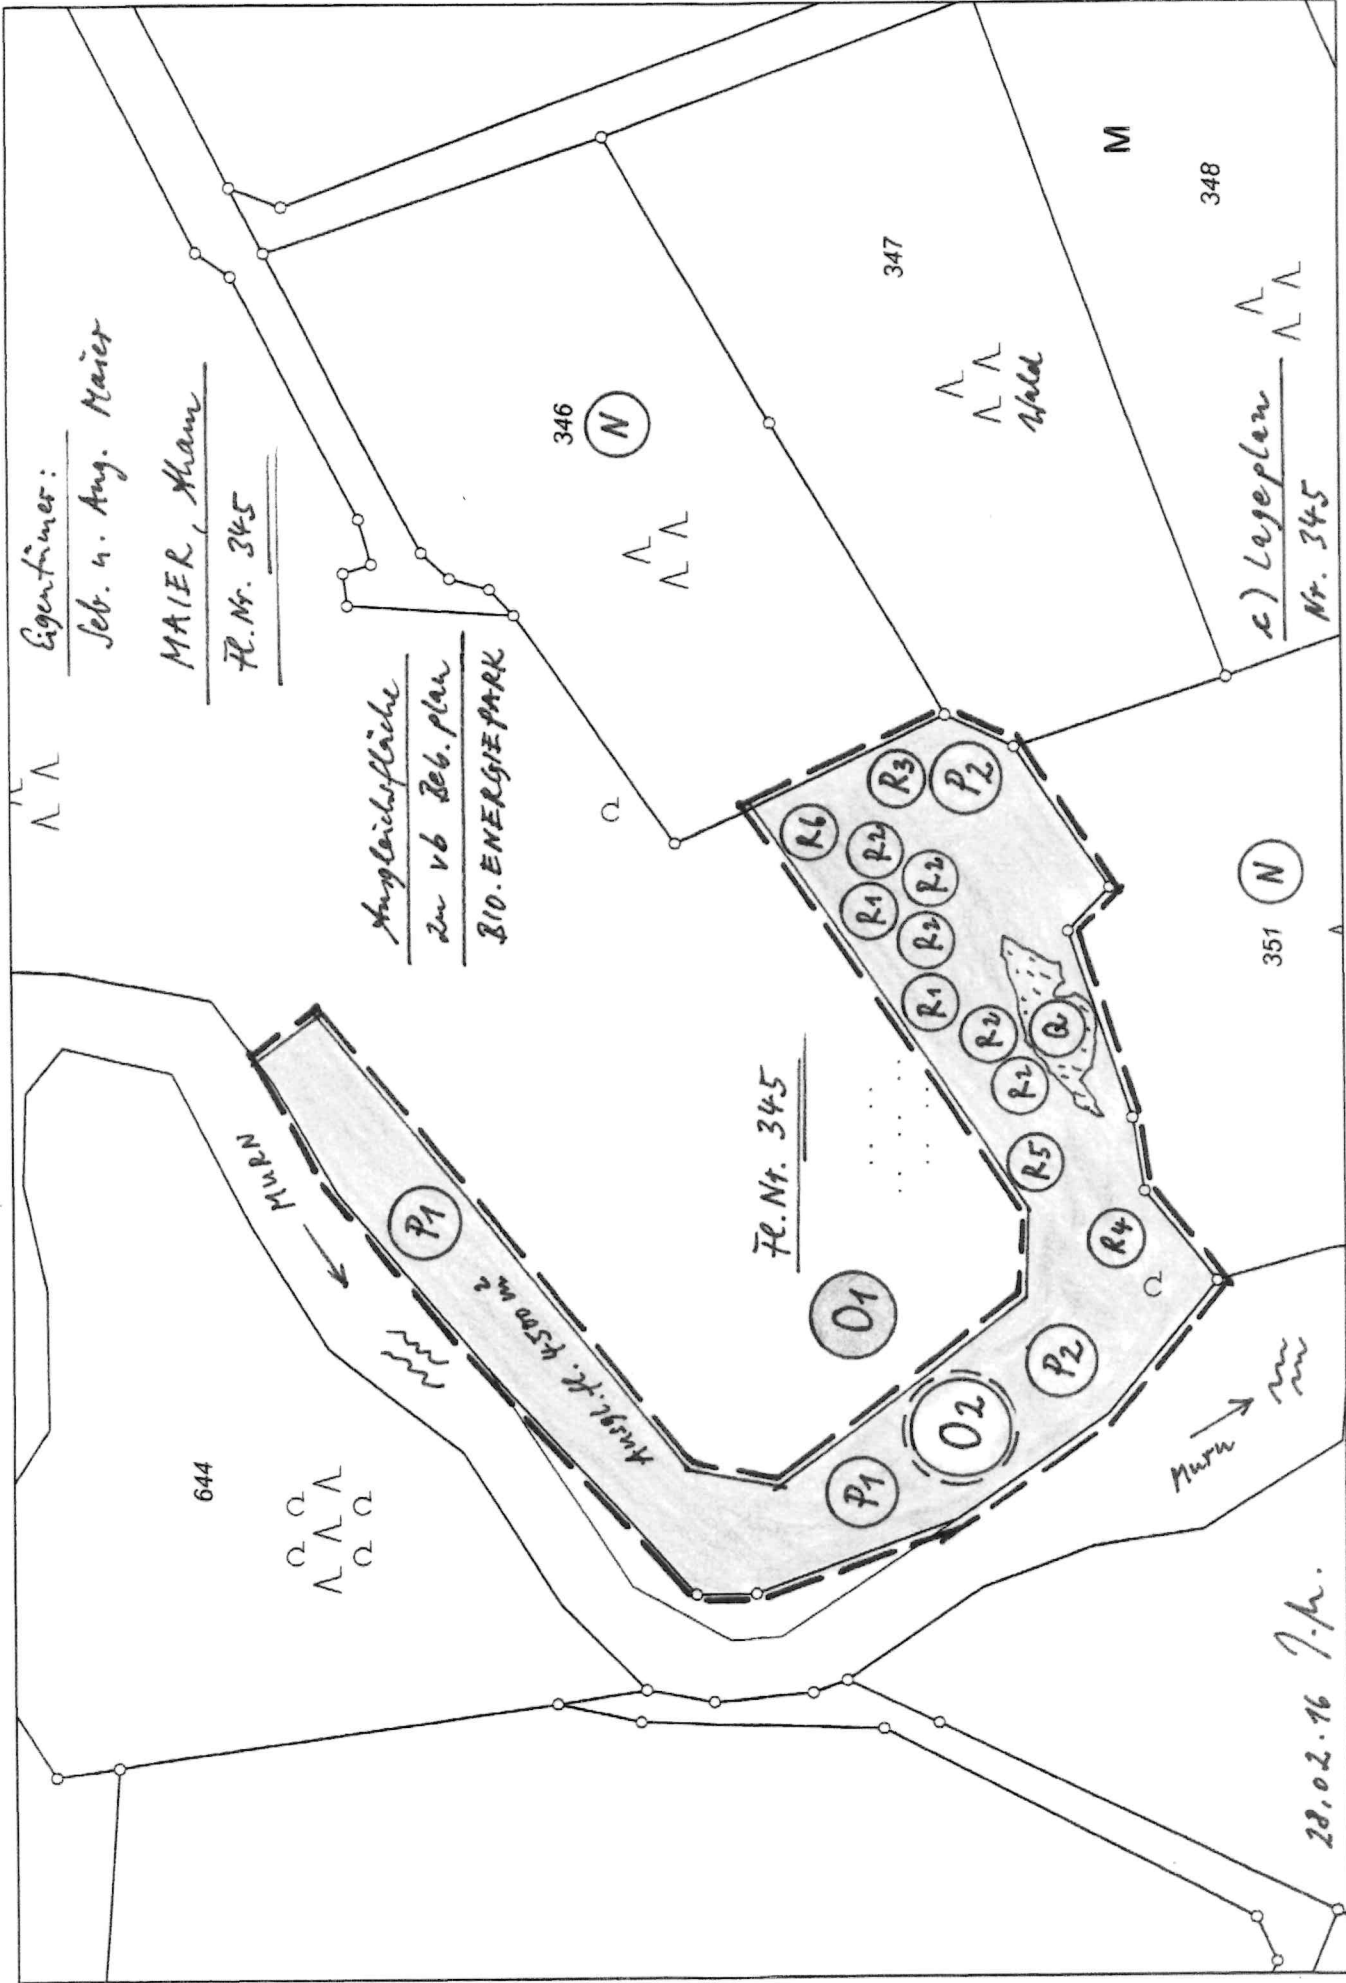 Eigentümer:
Seb. u. Aug. Maier
MAIER, Aham
Fl. Nr. 345
Ausgleichsfläche
zu vb Beb. plan
BIO. ENERGIEPARK
346
N
347
Wald
M
348
c) Lageplan
Nr. 345
351
N
644
MURN
P1
Ausgl. fl. 4500 m²
Fl. Nr. 345
O1
P1
O2
P2
R4
R5
R2
R2
Q
R1
R2
R1
R2
R2
R6
R3
P2
Murn
28.02.16